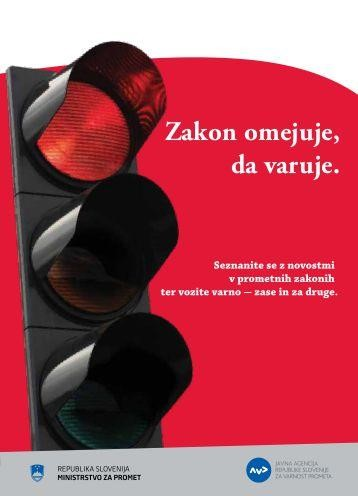 Zakon omejuje,
da varuje.
Seznanite se z novostmi
v prometnih zakonih
ter vozite varno – zase in za druge.
REPUBLIKA SLOVENIJA
MINISTRSTVO ZA PROMET
AVP
JAVNA AGENCIJA
REPUBLIKE SLOVENIJE
ZA VARNOST PROMETA